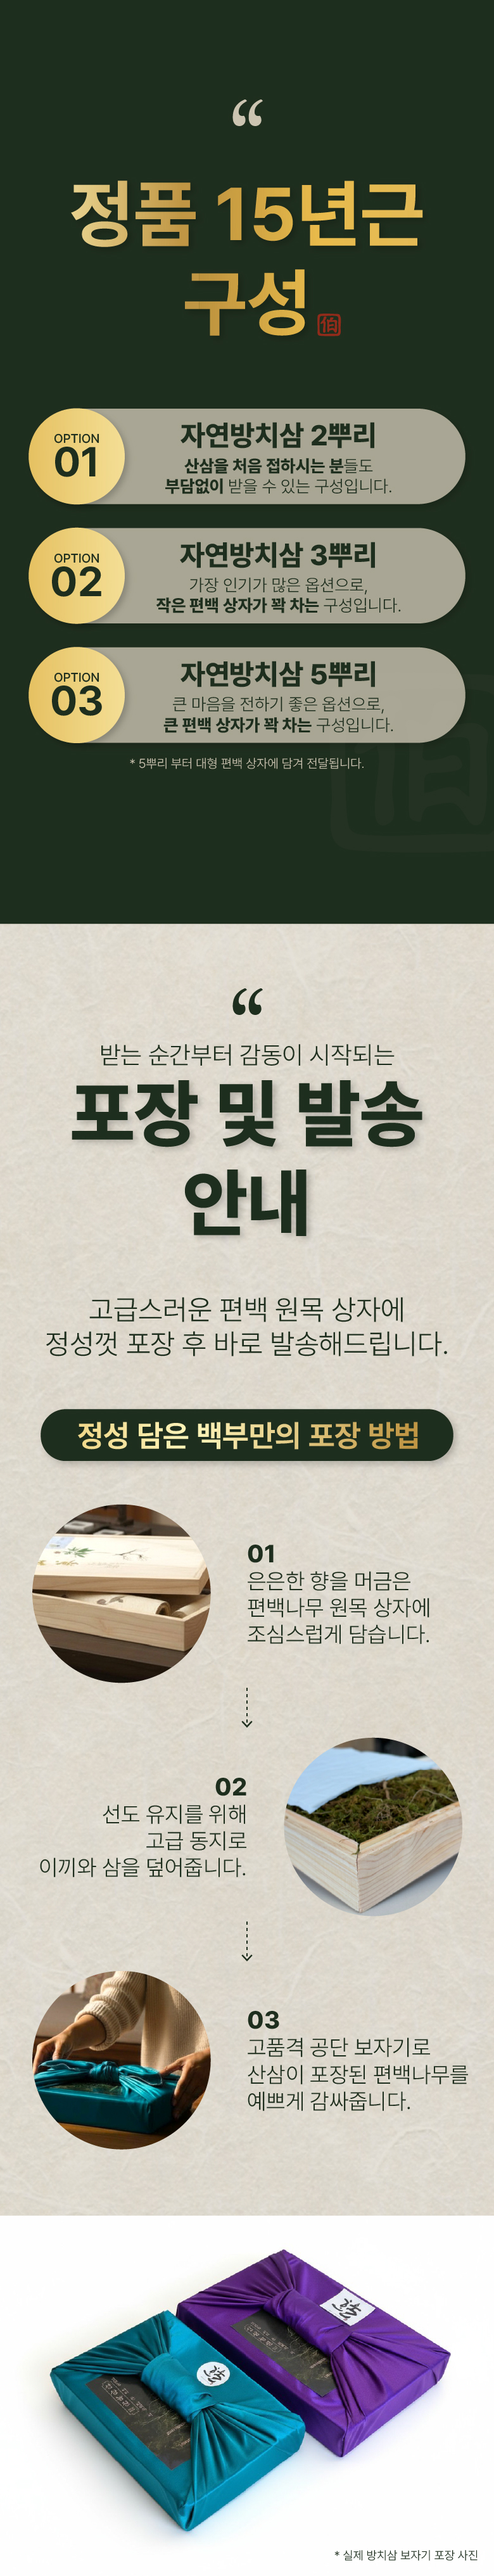 “
정품 15년근
구성
伯
OPTION
01
자연방치삼 2뿌리
산삼을 처음 접하시는 분들도
부담없이 받을 수 있는 구성입니다.
OPTION
02
자연방치삼 3뿌리
가장 인기가 많은 옵션으로,
작은 편백 상자가 꽉 차는 구성입니다.
OPTION
03
자연방치삼 5뿌리
큰 마음을 전하기 좋은 옵션으로,
큰 편백 상자가 꽉 차는 구성입니다.
* 5뿌리 부터 대형 편백 상자에 담겨 전달됩니다.
伯
“
받는 순간부터 감동이 시작되는
포장 및 발송
안내
고급스러운 편백 원목 상자에
정성껏 포장 후 바로 발송해드립니다.
정성 담은 백부만의 포장 방법
01
은은한 향을 머금은
편백나무 원목 상자에
조심스럽게 담습니다.
02
선도 유지를 위해
고급 동지로
이끼와 삼을 덮어줍니다.
03
고품격 공단 보자기로
산삼이 포장된 편백나무를
예쁘게 감싸줍니다.
* 실제 방치삼 보자기 포장 사진